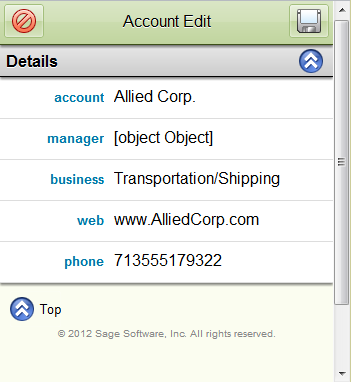 Account Edit
Details
account Allied Corp.
manager [object Object]
business Transportation/Shipping
web www.AlliedCorp.com
phone 713555179322
Top
© 2012 Sage Software, Inc. All rights reserved.